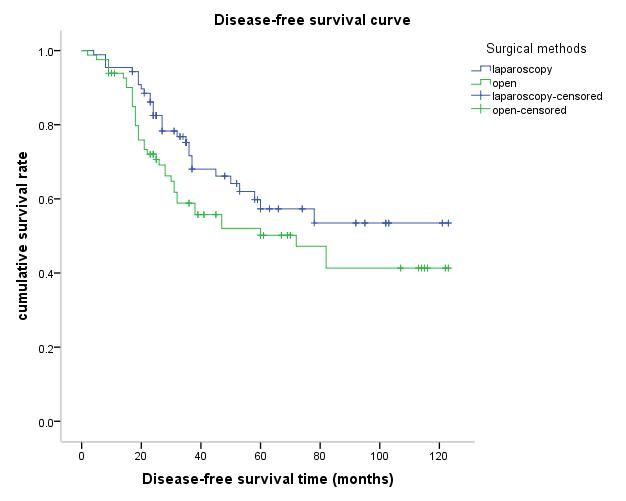 Disease-free survival curve
Surgical methods
laparoscopy
open
laparoscopy-censored
open-censored
cumulative survival rate
1.0
0.8
0.6
0.4
0.2
0.0
0 20 40 60 80 100 120
Disease-free survival time (months)